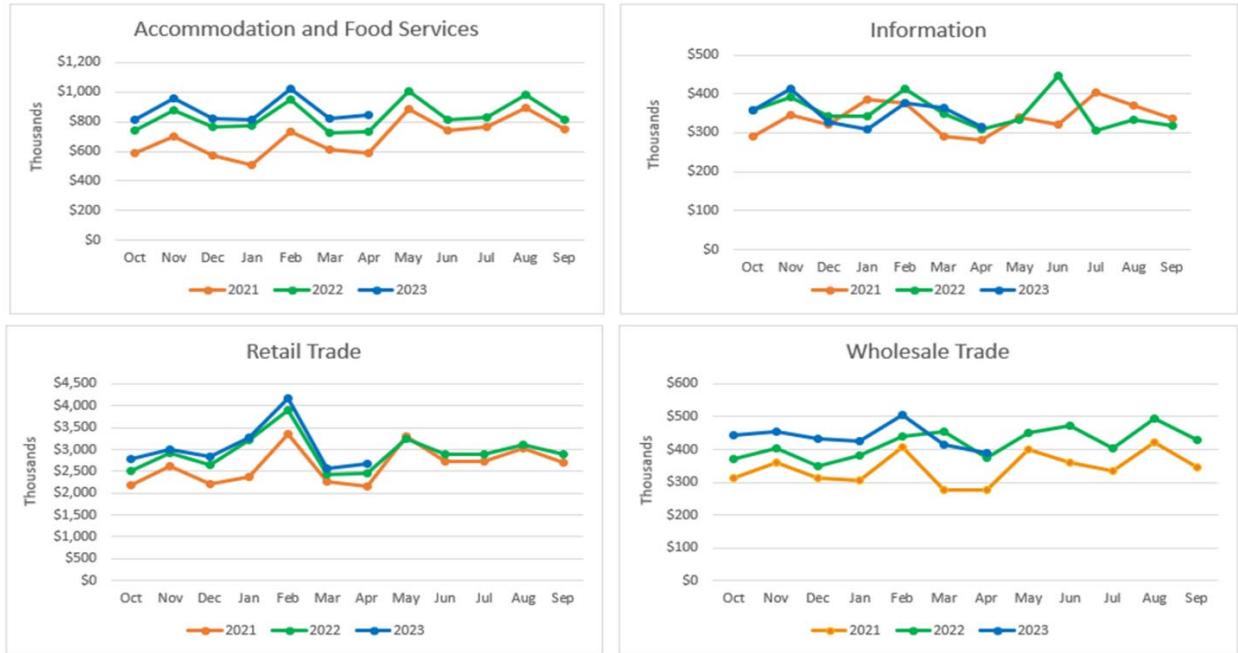 Accommodation and Food Services
Thousands
$1,200
$1,000
$800
$600
$400
$200
$0
Oct Nov Dec Jan Feb Mar Apr May Jun Jul Aug Sep
2021 2022 2023
Information
Thousands
$500
$400
$300
$200
$100
$0
Oct Nov Dec Jan Feb Mar Apr May Jun Jul Aug Sep
2021 2022 2023
Retail Trade
Thousands
$4,500
$4,000
$3,500
$3,000
$2,500
$2,000
$1,500
$1,000
$500
$0
Oct Nov Dec Jan Feb Mar Apr May Jun Jul Aug Sep
2021 2022 2023
Wholesale Trade
Thousands
$600
$500
$400
$300
$200
$100
$0
Oct Nov Dec Jan Feb Mar Apr May Jun Jul Aug Sep
2021 2022 2023